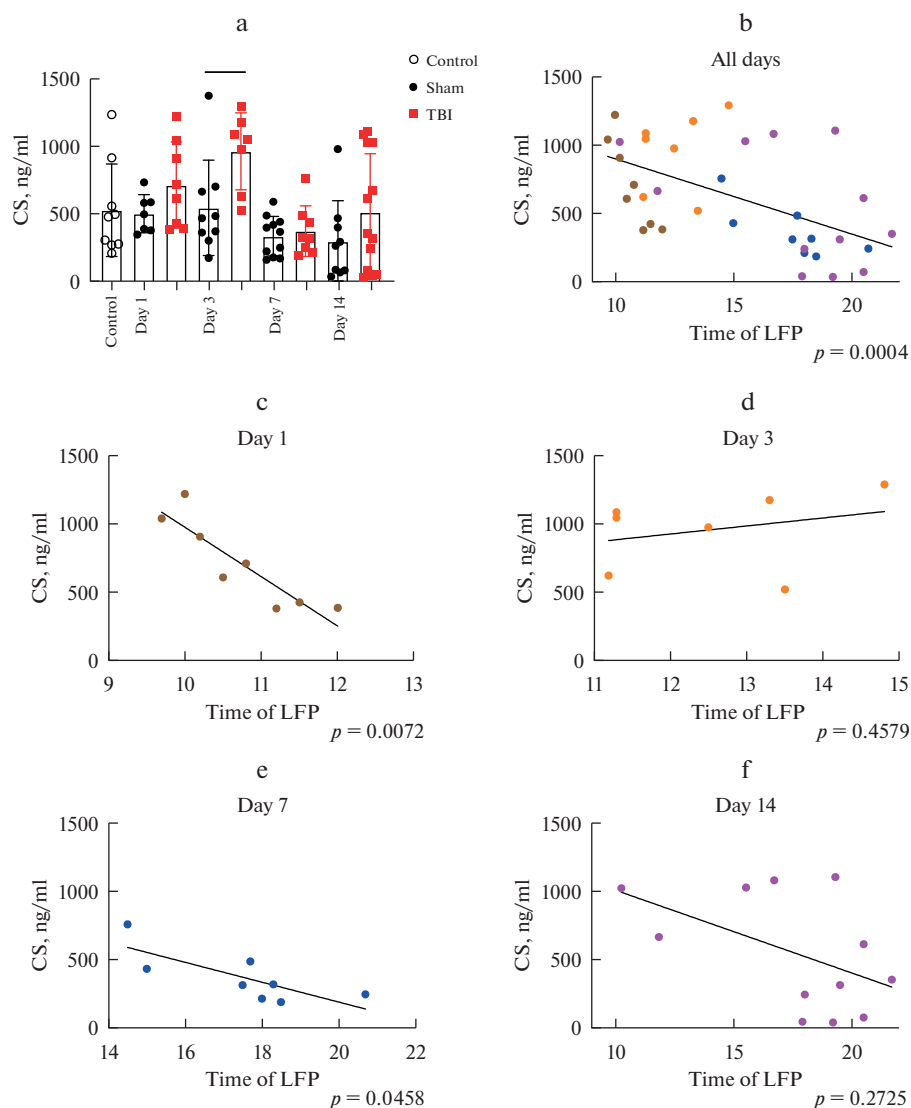 a
Control
Sham
TBI
CS, ng/ml
1500
1000
500
0
Control
Day 1
Day 3
Day 7
Day 14
b
All days
CS, ng/ml
1500
1000
500
0
10 15 20
Time of LFP
p = 0.0004
c
Day 1
CS, ng/ml
1500
1000
500
0
9 10 11 12 13
Time of LFP
p = 0.0072
d
Day 3
CS, ng/ml
1500
1000
500
0
11 12 13 14 15
Time of LFP
p = 0.4579
e
Day 7
CS, ng/ml
1500
1000
500
0
14 16 18 20 22
Time of LFP
p = 0.0458
f
Day 14
CS, ng/ml
1500
1000
500
0
10 15 20
Time of LFP
p = 0.2725